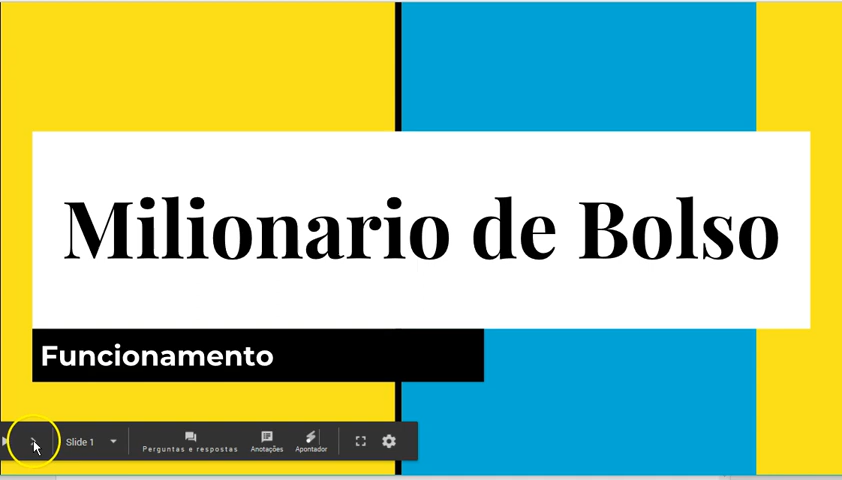 Milionario de Bolso
Funcionamento
Slide 1
Perguntas e respostas
Anotações
Apontador